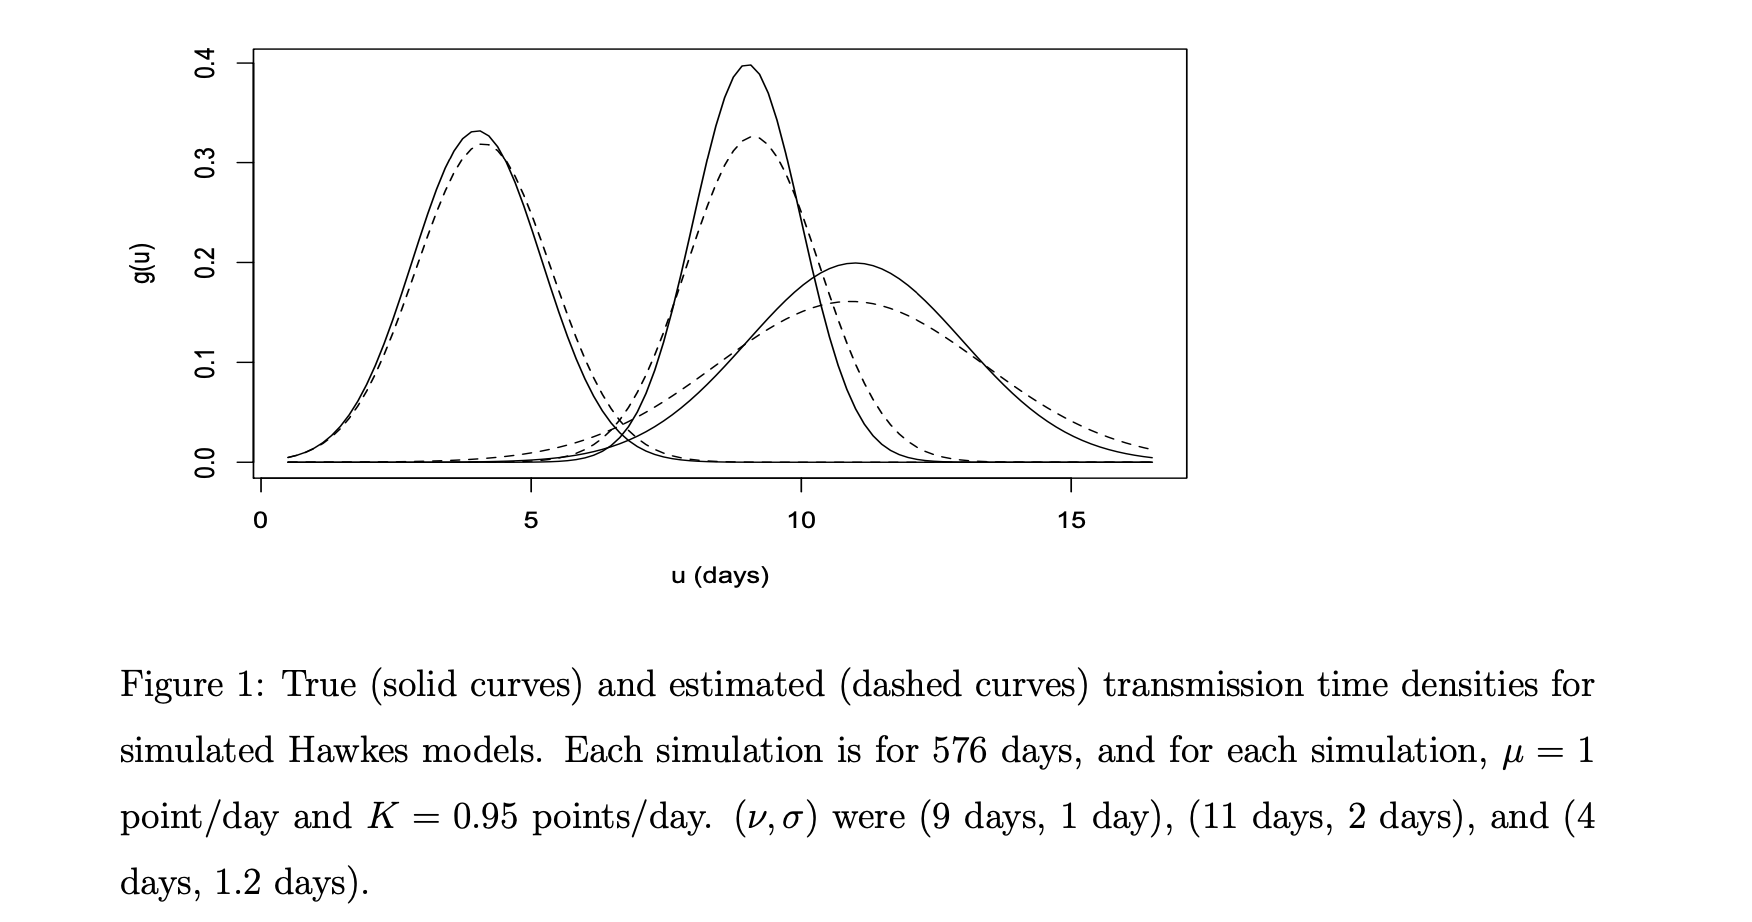 0.4
0.3
0.2
0.1
0.0
g(u)
0 5 10 15
u (days)
Figure 1: True (solid curves) and estimated (dashed curves) transmission time densities for
simulated Hawkes models. Each simulation is for 576 days, and for each simulation, μ = 1
point/day and K = 0.95 points/day. (ν, σ) were (9 days, 1 day), (11 days, 2 days), and (4
days, 1.2 days).